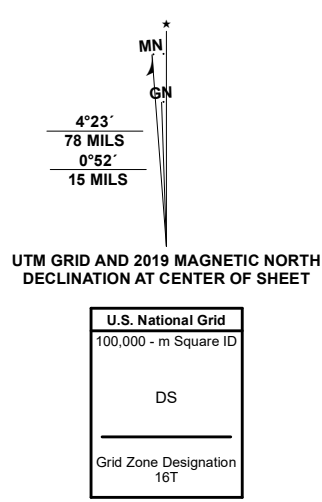 MN
GN
4°23´
78 MILS
0°52´
15 MILS
UTM GRID AND 2019 MAGNETIC NORTH
DECLINATION AT CENTER OF SHEET
U.S. National Grid
100,000 - m Square ID
DS
Grid Zone Designation
16T